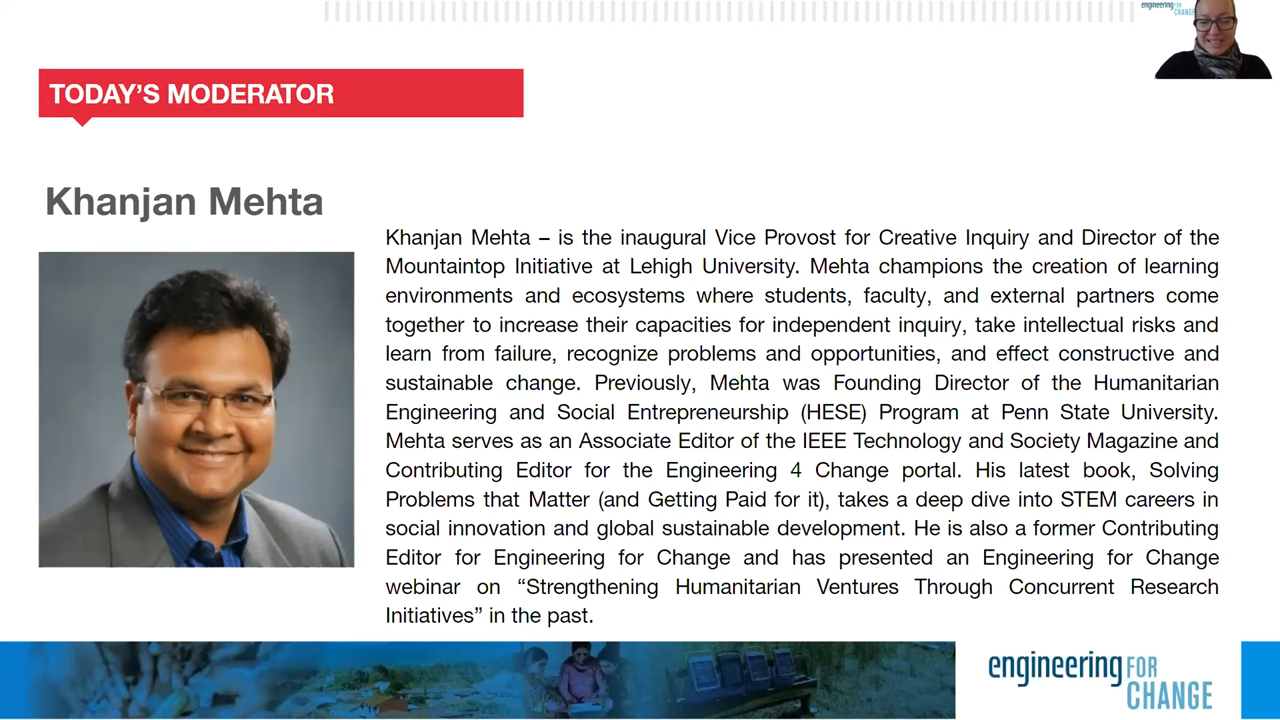 engineering FOR
CHANGE
TODAY’S MODERATOR
Khanjan Mehta
Khanjan Mehta – is the inaugural Vice Provost for Creative Inquiry and Director of the
Mountaintop Initiative at Lehigh University. Mehta champions the creation of learning
environments and ecosystems where students, faculty, and external partners come
together to increase their capacities for independent inquiry, take intellectual risks and
learn from failure, recognize problems and opportunities, and effect constructive and
sustainable change. Previously, Mehta was Founding Director of the Humanitarian
Engineering and Social Entrepreneurship (HESE) Program at Penn State University.
Mehta serves as an Associate Editor of the IEEE Technology and Society Magazine and
Contributing Editor for the Engineering 4 Change portal. His latest book, Solving
Problems that Matter (and Getting Paid for it), takes a deep dive into STEM careers in
social innovation and global sustainable development. He is also a former Contributing
Editor for Engineering for Change and has presented an Engineering for Change
webinar on “Strengthening Humanitarian Ventures Through Concurrent Research
Initiatives” in the past.
engineering FOR
CHANGE